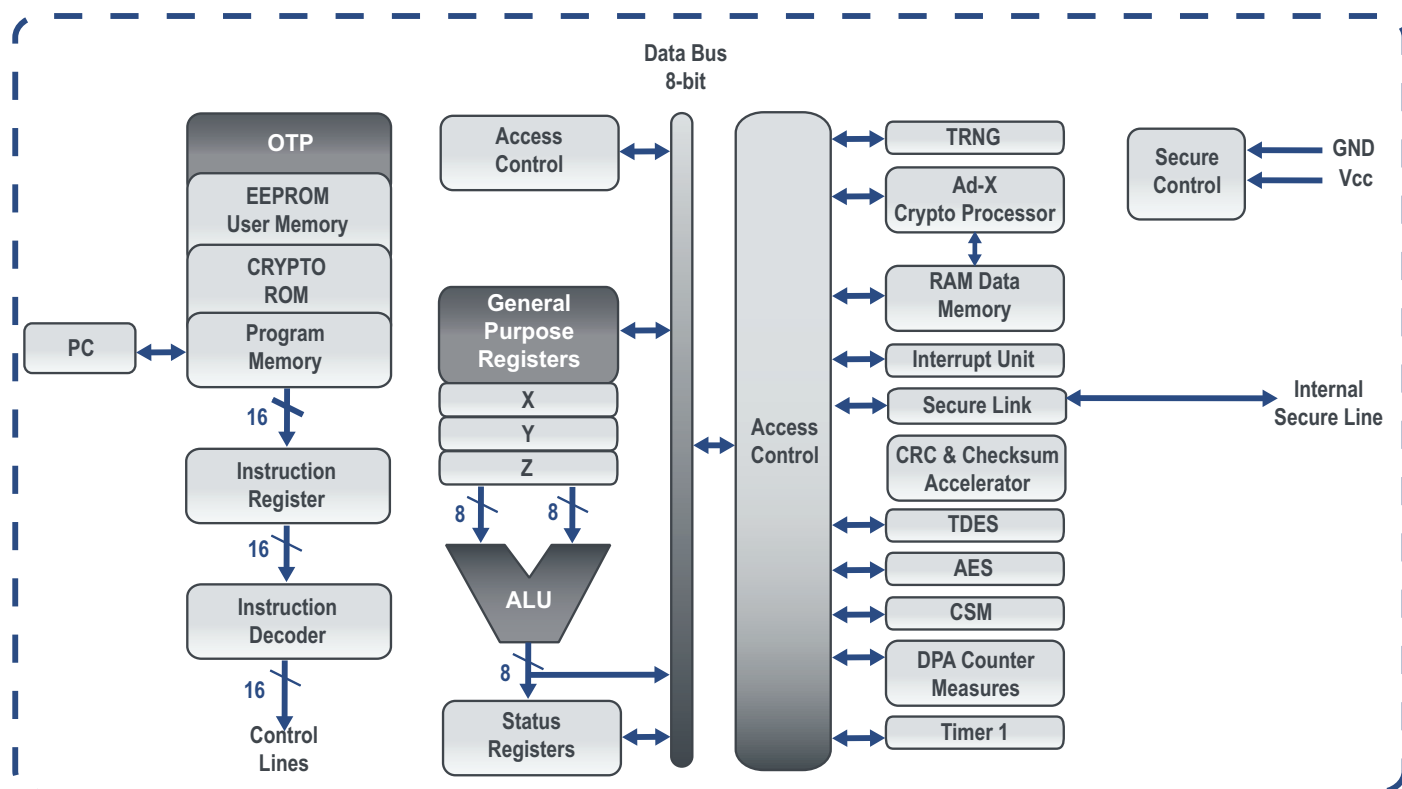 Data Bus
8-bit
OTP
EEPROM
User Memory
CRYPTO
ROM
Program
Memory
PC
16
Instruction
Register
16
Instruction
Decoder
16
Control
Lines
Access
Control
General
Purpose
Registers
X
Y
Z
8
8
ALU
8
Status
Registers
Access
Control
TRNG
Ad-X
Crypto Processor
RAM Data
Memory
Interrupt Unit
Secure Link
CRC & Checksum
Accelerator
TDES
AES
CSM
DPA Counter
Measures
Timer 1
Secure
Control
GND
Vcc
Internal
Secure Line